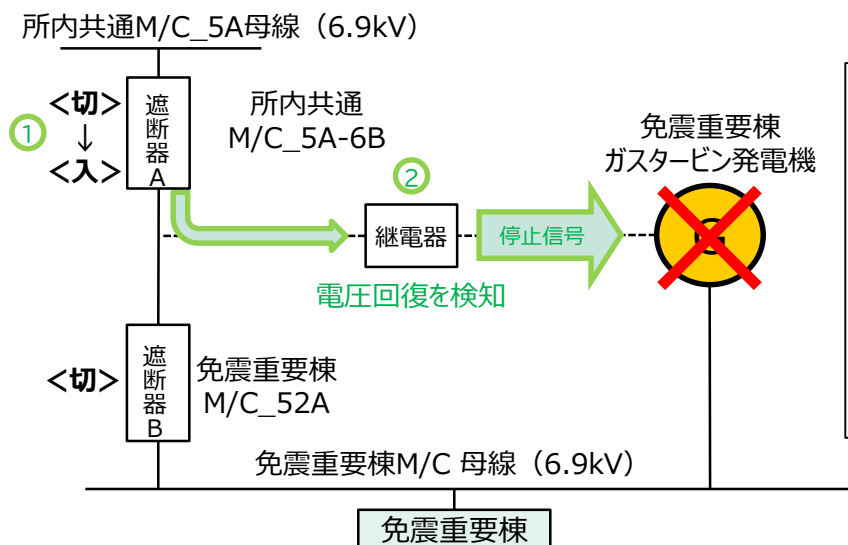 所内共通M/C_5A母線（6.9kV）
①
<切>
↓
<入>
遮断器A
所内共通
M/C_5A-6B
②
継電器
停止信号
電圧回復を検知
免震重要棟
ガスタービン発電機
G
<切>
遮断器B
免震重要棟
M/C_52A
免震重要棟M/C 母線（6.9kV）
免震重要棟